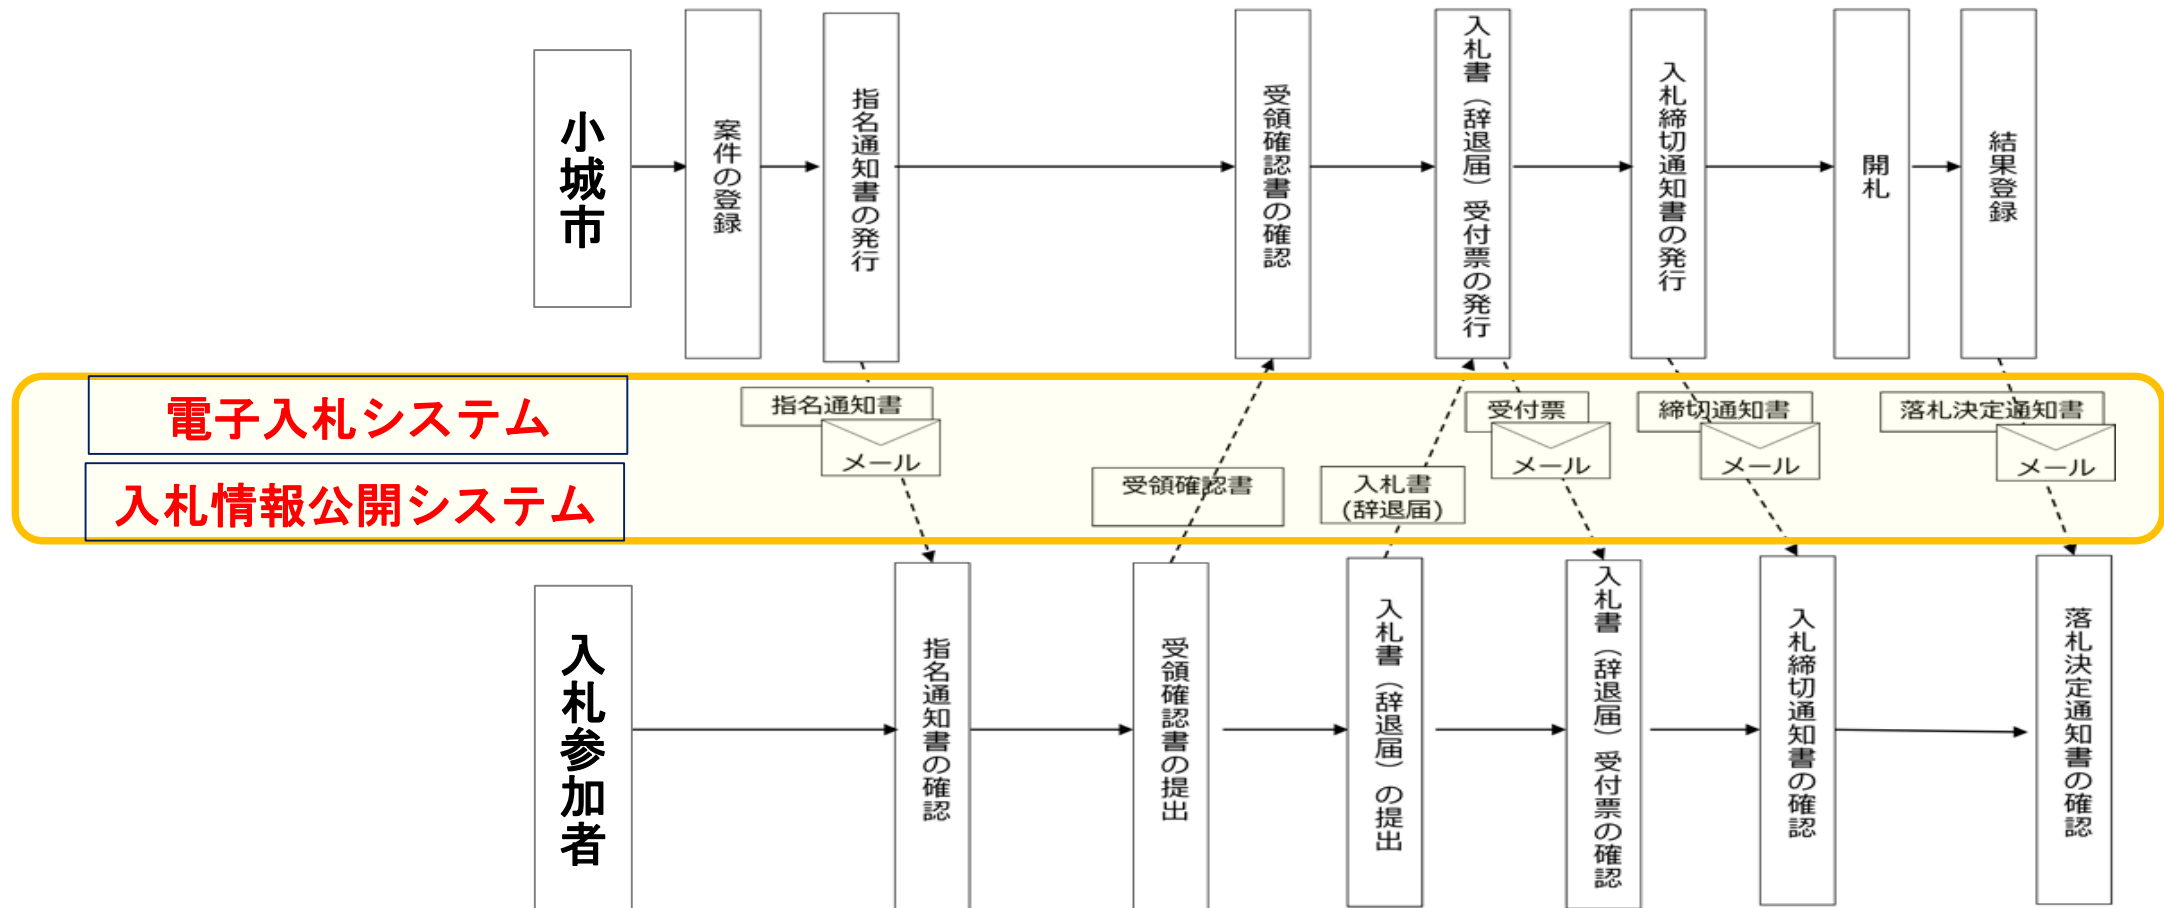 小城市
案件の登録
指名通知書の発行
受領確認書の確認
入札書（辞退届）受付票の発行
入札締切通知書の発行
開札
結果登録
電子入札システム
入札情報公開システム
指名通知書
メール
受領確認書
入札書
(辞退届)
受付票
メール
締切通知書
メール
落札決定通知書
メール
入札参加者
指名通知書の確認
受領確認書の提出
入札書（辞退届）の提出
入札書（辞退届）受付票の確認
入札締切通知書の確認
落札決定通知書の確認